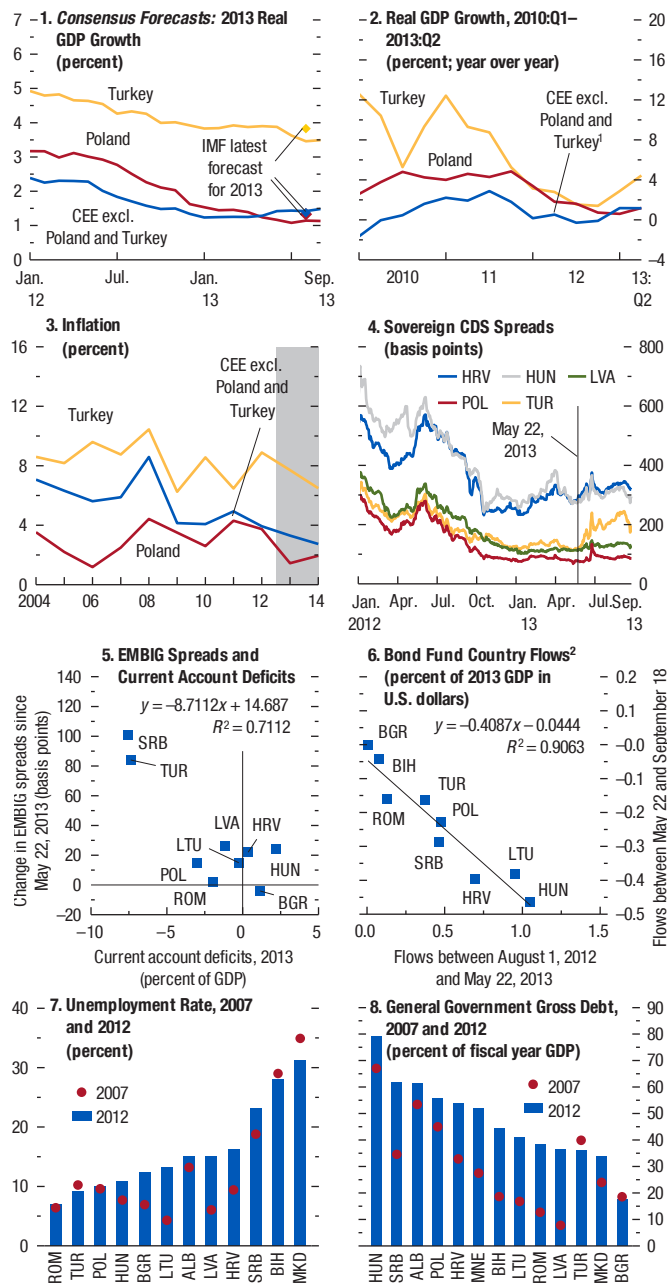 1. Consensus Forecasts: 2013 Real
GDP Growth
(percent)
7
6
5
4
3
2
1
0
Turkey
Poland
IMF latest
forecast
for 2013
CEE excl.
Poland and Turkey
Jan.
12
Jul.
Jan.
13
Sep.
13
2. Real GDP Growth, 2010:Q1–
2013:Q2
(percent; year over year)
20
16
12
8
4
0
–4
Turkey
CEE excl.
Poland and
Turkey¹
Poland
2010
11
12
13:
Q2
3. Inflation
(percent)
16
12
8
4
0
CEE excl.
Poland and
Turkey
Turkey
Poland
2004 06 08 10 12 14
4. Sovereign CDS Spreads
(basis points)
800
600
400
200
0
HRV HUN LVA
POL TUR
May 22,
2013
Jan.
2012
Apr. Jul. Oct.
Jan.
13
Apr. Jul.
Sep.
13
5. EMBIG Spreads and
Current Account Deficits
y = –8.7112x + 14.687
R² = 0.7112
140
120
100
80
60
40
20
0
–20
Change in EMBIG spreads since
May 22, 2013 (basis points)
SRB
TUR
LVA
HRV
LTU
POL
HUN
ROM
BGR
–10 –5 0 5
Current account deficits, 2013
(percent of GDP)
6. Bond Fund Country Flows²
(percent of 2013 GDP in
U.S. dollars)
y = –0.4087x – 0.0444
R² = 0.9063
0.2
0.1
–0.0
–0.1
–0.2
–0.3
–0.4
–0.5
Flows between May 22 and September 18
BGR
BIH
TUR
ROM
POL
SRB
LTU
HRV
HUN
0.0 0.5 1.0 1.5
Flows between August 1, 2012
and May 22, 2013
7. Unemployment Rate, 2007
and 2012
(percent)
40
30
20
10
0
2007
2012
ROM TUR POL HUN BGR LTU ALB LVA HRV SRB BIH MKD
8. General Government Gross Debt,
2007 and 2012
(percent of fiscal year GDP)
90
80
70
60
50
40
30
20
10
0
2007
2012
HUN SRB ALB POL HRV MNE BIH LTU ROM LVA TUR MKD BGR